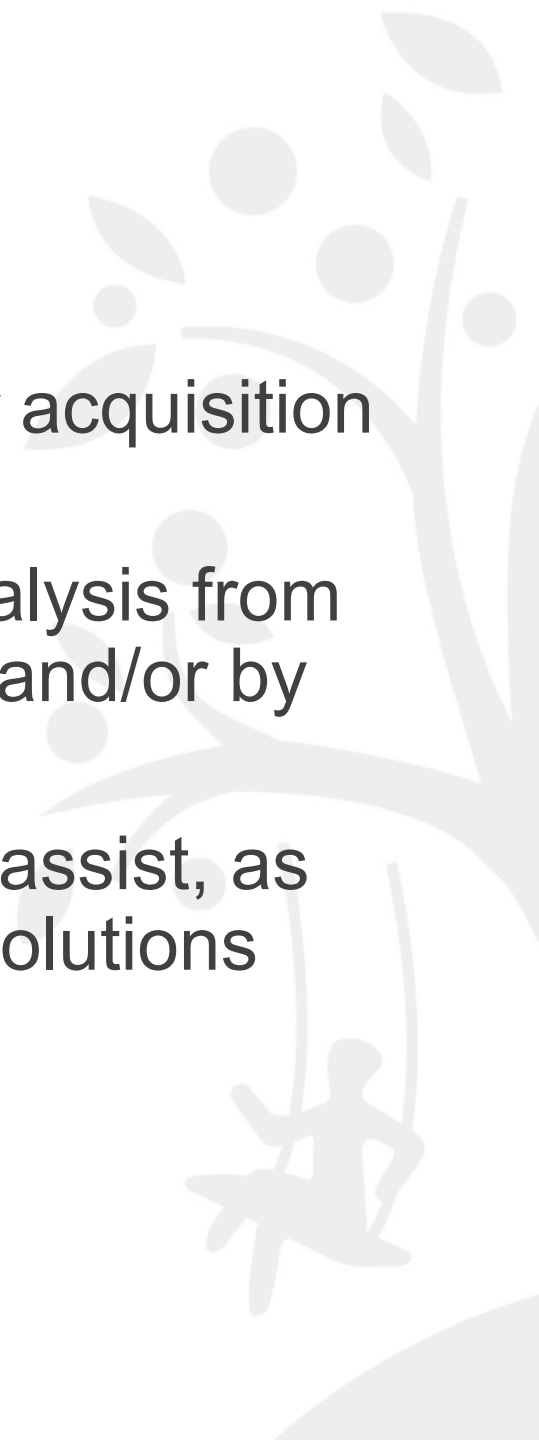 acquisition
alysis from
and/or by
assist, as
olutions